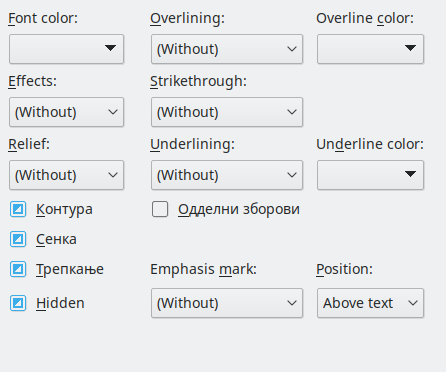 Font color: Overlining: Overline color:
(Without)
Effects: Strikethrough:
(Without) (Without)
Relief: Underlining: Underline color:
(Without) (Without)
Контура Одделни зборови
Сенка
Трепкање Emphasis mark: Position:
Hidden (Without) Above text